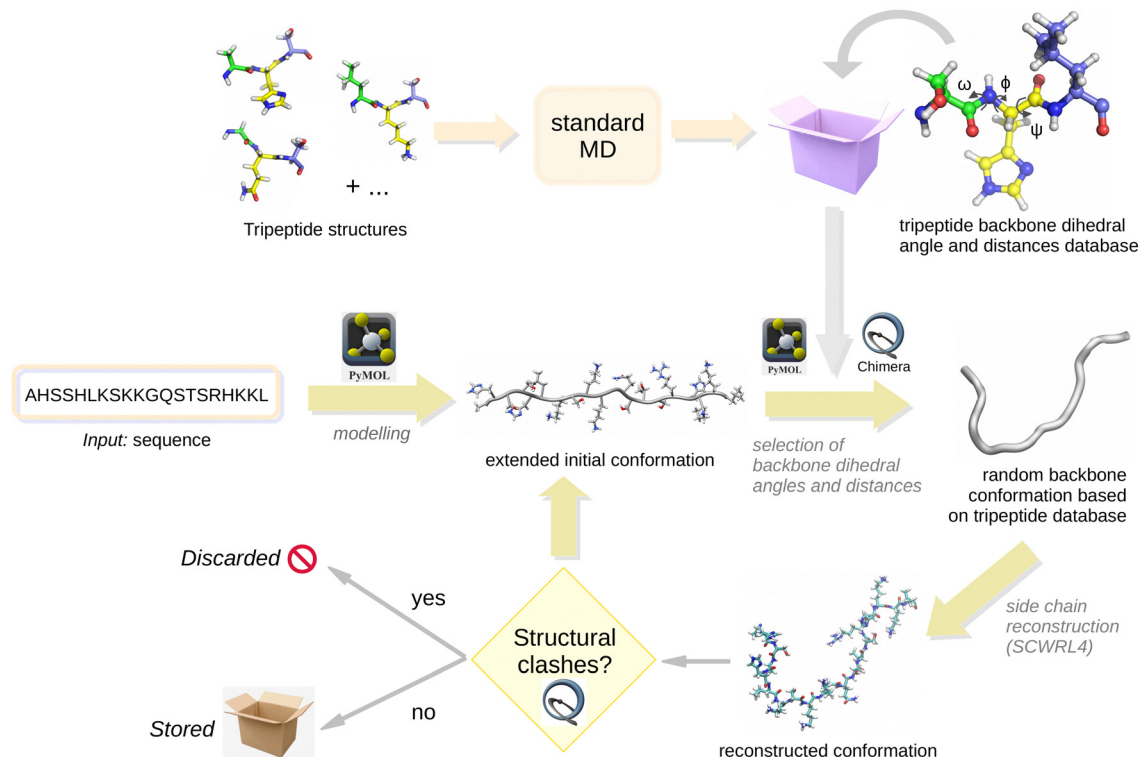 ω
ϕ
ψ
standard
MD
+ ...
Tripeptide structures
tripeptide backbone dihedral
angle and distances database
PyMOL
PyMOL
Chimera
AHSSHLKSKKGQSTSRHKKL
Input: sequence
modelling
extended initial conformation
selection of
backbone dihedral
angles and distances
random backbone
conformation based
on tripeptide database
Discarded
yes
Structural
clashes?
no
Stored
side chain
reconstruction
(SCWRL4)
reconstructed conformation